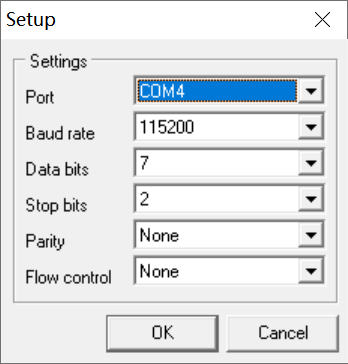 Setup
Settings
Port COM4
Baud rate 115200
Data bits 7
Stop bits 2
Parity None
Flow control None
OK Cancel